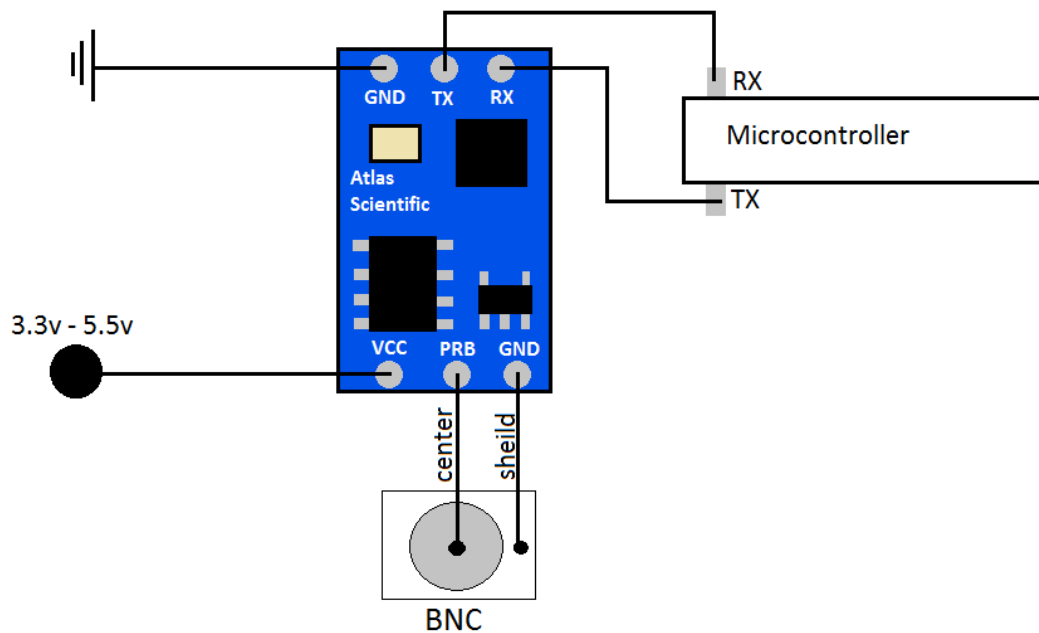 GND TX RX
RX
Microcontroller
TX
Atlas
Scientific
3.3v - 5.5v
VCC PRB GND
center
sheild
BNC